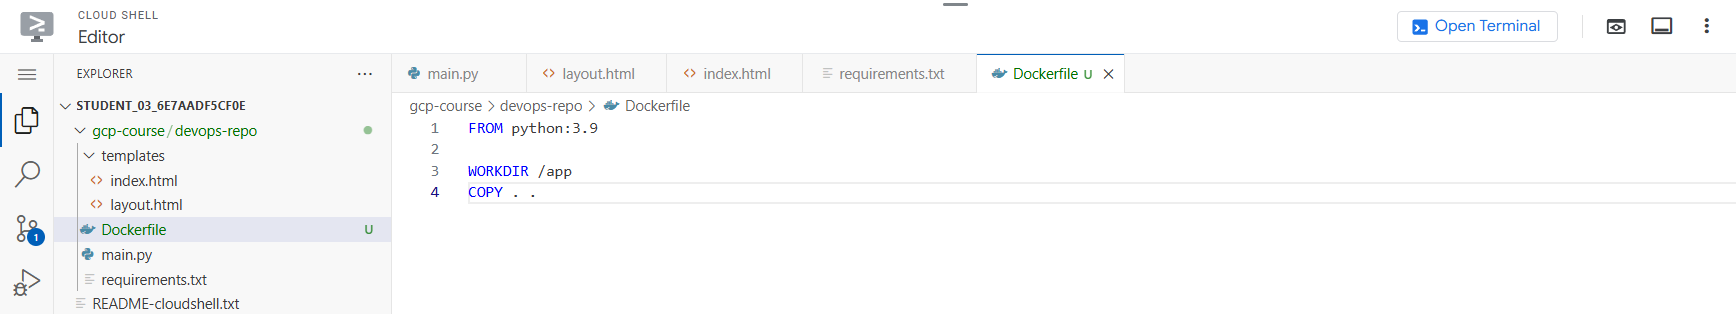 CLOUD SHELL
Editor
Open Terminal
EXPLORER
STUDENT_03_6E7AADF5CF0E
gcp-course/devops-repo
templates
index.html
layout.html
Dockerfile U
main.py
requirements.txt
README-cloudshell.txt
1
main.py
layout.html
index.html
requirements.txt
Dockerfile U
gcp-course > devops-repo > Dockerfile
1 FROM python:3.9
2
3 WORKDIR /app
4 COPY . .